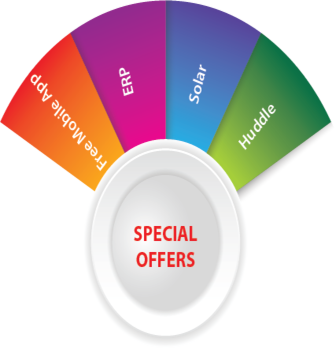 Free Mobile App
ERP
Solar
Huddle
SPECIAL
OFFERS